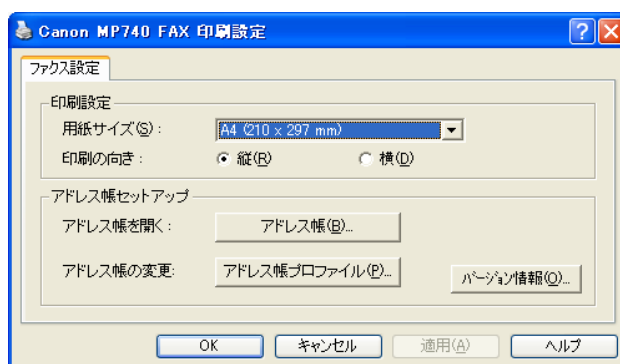 Canon MP740 FAX 印刷設定
ファクス設定
印刷設定
用紙サイズ(S):
A4 (210 x 297 mm)
印刷の向き:
縦(R)
横(D)
アドレス帳セットアップ
アドレス帳を開く:
アドレス帳(B)...
アドレス帳の変更:
アドレス帳プロファイル(P)...
バージョン情報(O)...
OK
キャンセル
適用(A)
ヘルプ